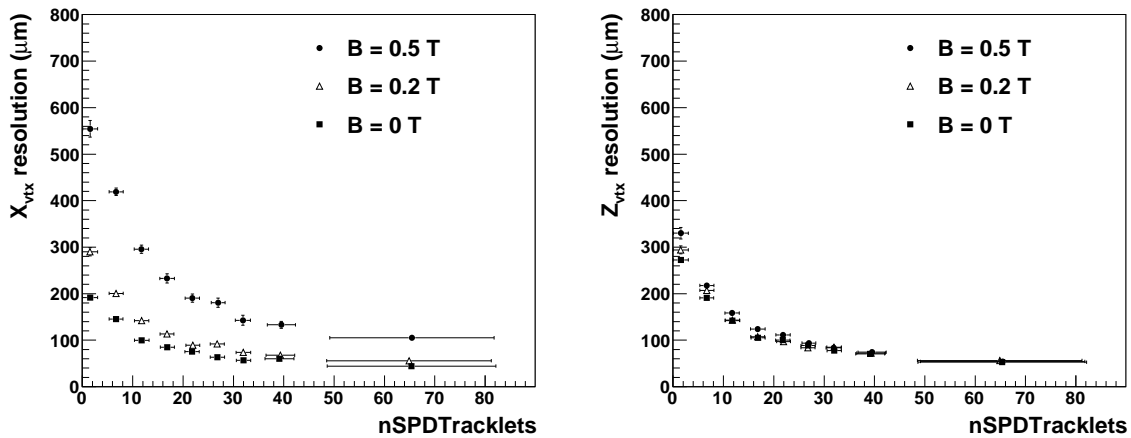 X_vtx resolution (μm)
800
700
600
500
400
300
200
100
0
B = 0.5 T
B = 0.2 T
B = 0 T
0 10 20 30 40 50 60 70 80
nSPDTracklets
Z_vtx resolution (μm)
800
700
600
500
400
300
200
100
0
B = 0.5 T
B = 0.2 T
B = 0 T
0 10 20 30 40 50 60 70 80
nSPDTracklets